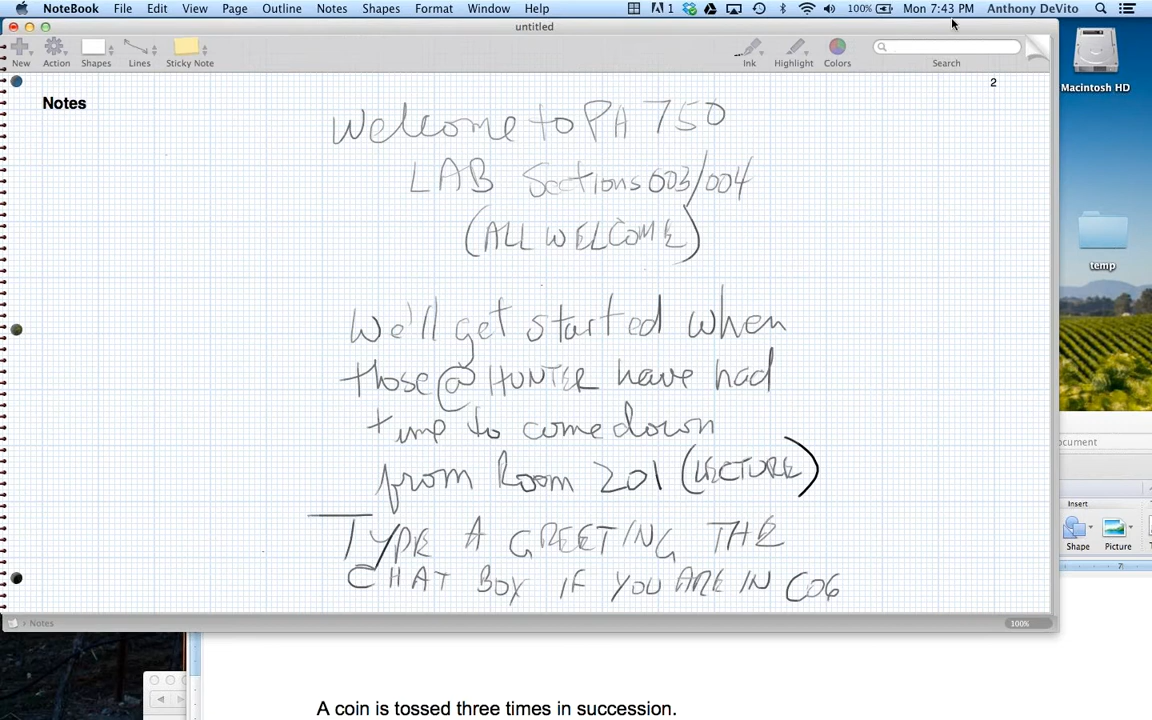 NoteBook File Edit View Page Outline Notes Shapes Format Window Help 1 100% Mon 7:43 PM Anthony DeVito
untitled
New Action Shapes Lines Sticky Note Ink Highlight Colors Search
2
Notes
Welcome to PA 750
LAB Sections 003/004
(ALL WELCOME)
We'll get started when
those @ HUNTER have had
time to come down
from Room 201 (LECTURE)
TYPE A GREETING THE
CHAT BOX IF YOU ARE IN C06
› Notes 100%
Macintosh HD
temp
ocument
Insert
Shape Picture
A coin is tossed three times in succession.